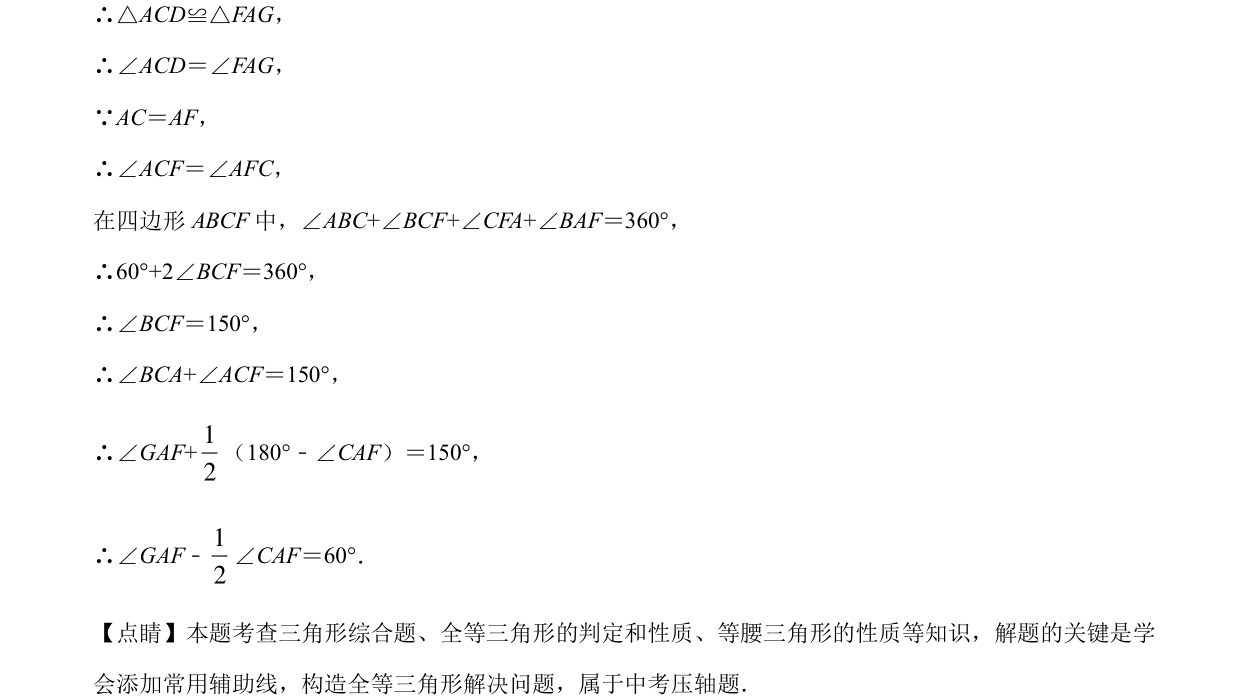 ∴△ACD≌△FAG，
∴∠ACD＝∠FAG，
∵AC＝AF，
∴∠ACF＝∠AFC，
在四边形 ABCF 中，∠ABC+∠BCF+∠CFA+∠BAF＝360°，
∴60°+2∠BCF＝360°，
∴∠BCF＝150°，
∴∠BCA+∠ACF＝150°，
∴∠GAF+1/2（180°﹣∠CAF）＝150°，
∴∠GAF﹣1/2∠CAF＝60°．
【点睛】本题考查三角形综合题、全等三角形的判定和性质、等腰三角形的性质等知识，解题的关键是学
会添加常用辅助线，构造全等三角形解决问题，属于中考压轴题．